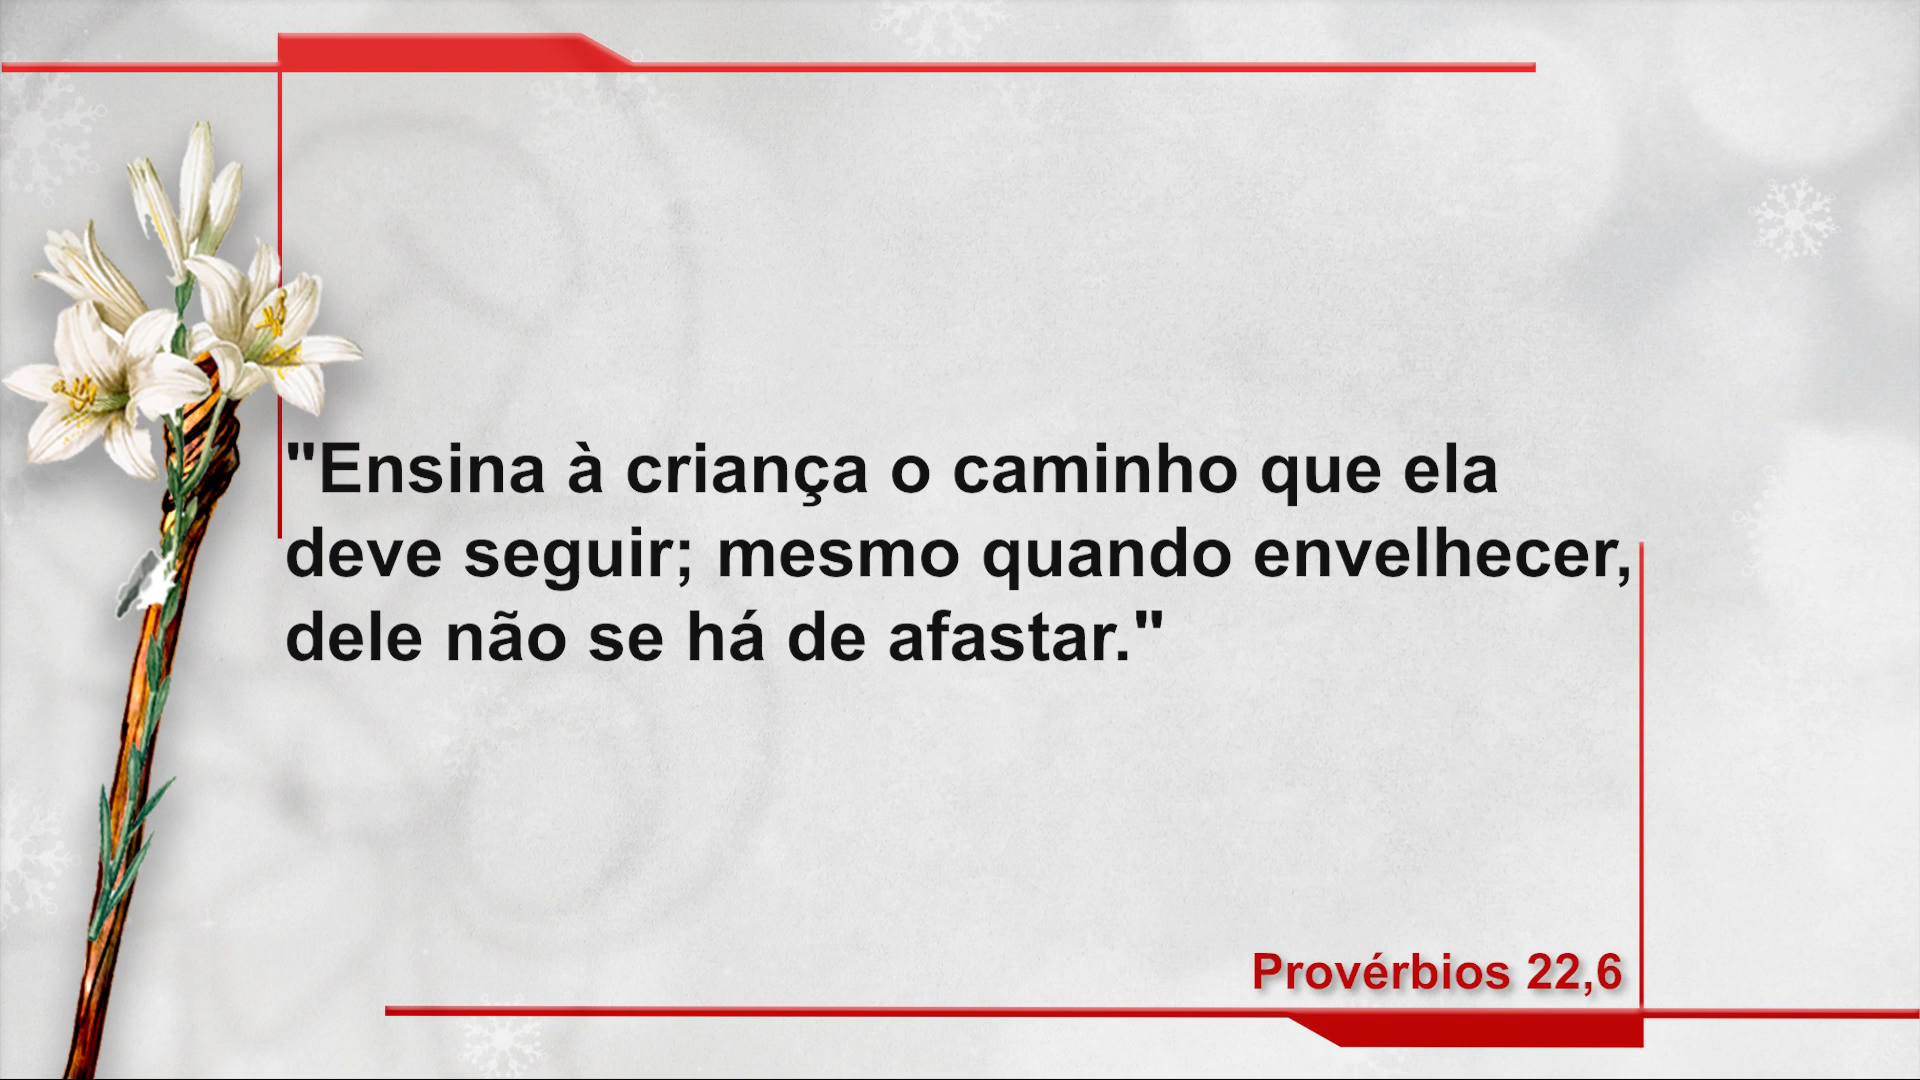 "Ensina à criança o caminho que ela
deve seguir; mesmo quando envelhecer,
dele não se há de afastar."
Provérbios 22,6